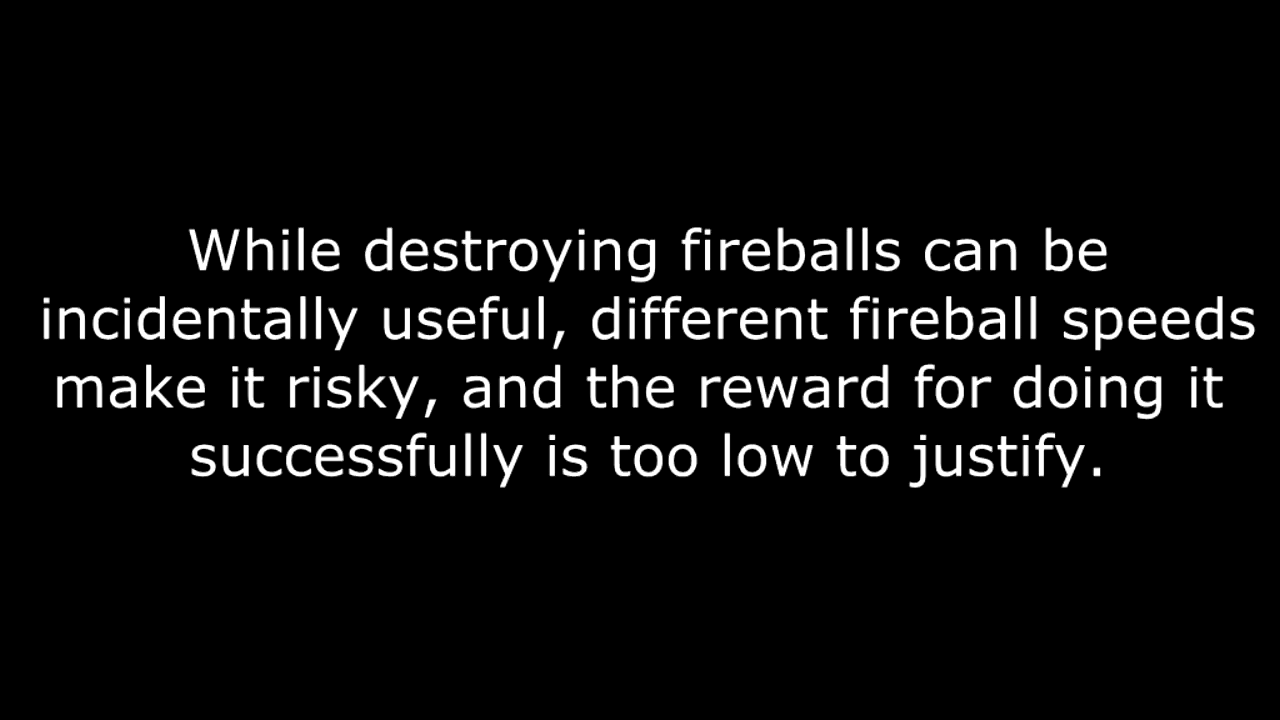 While destroying fireballs can be
incidentally useful, different fireball speeds
make it risky, and the reward for doing it
successfully is too low to justify.